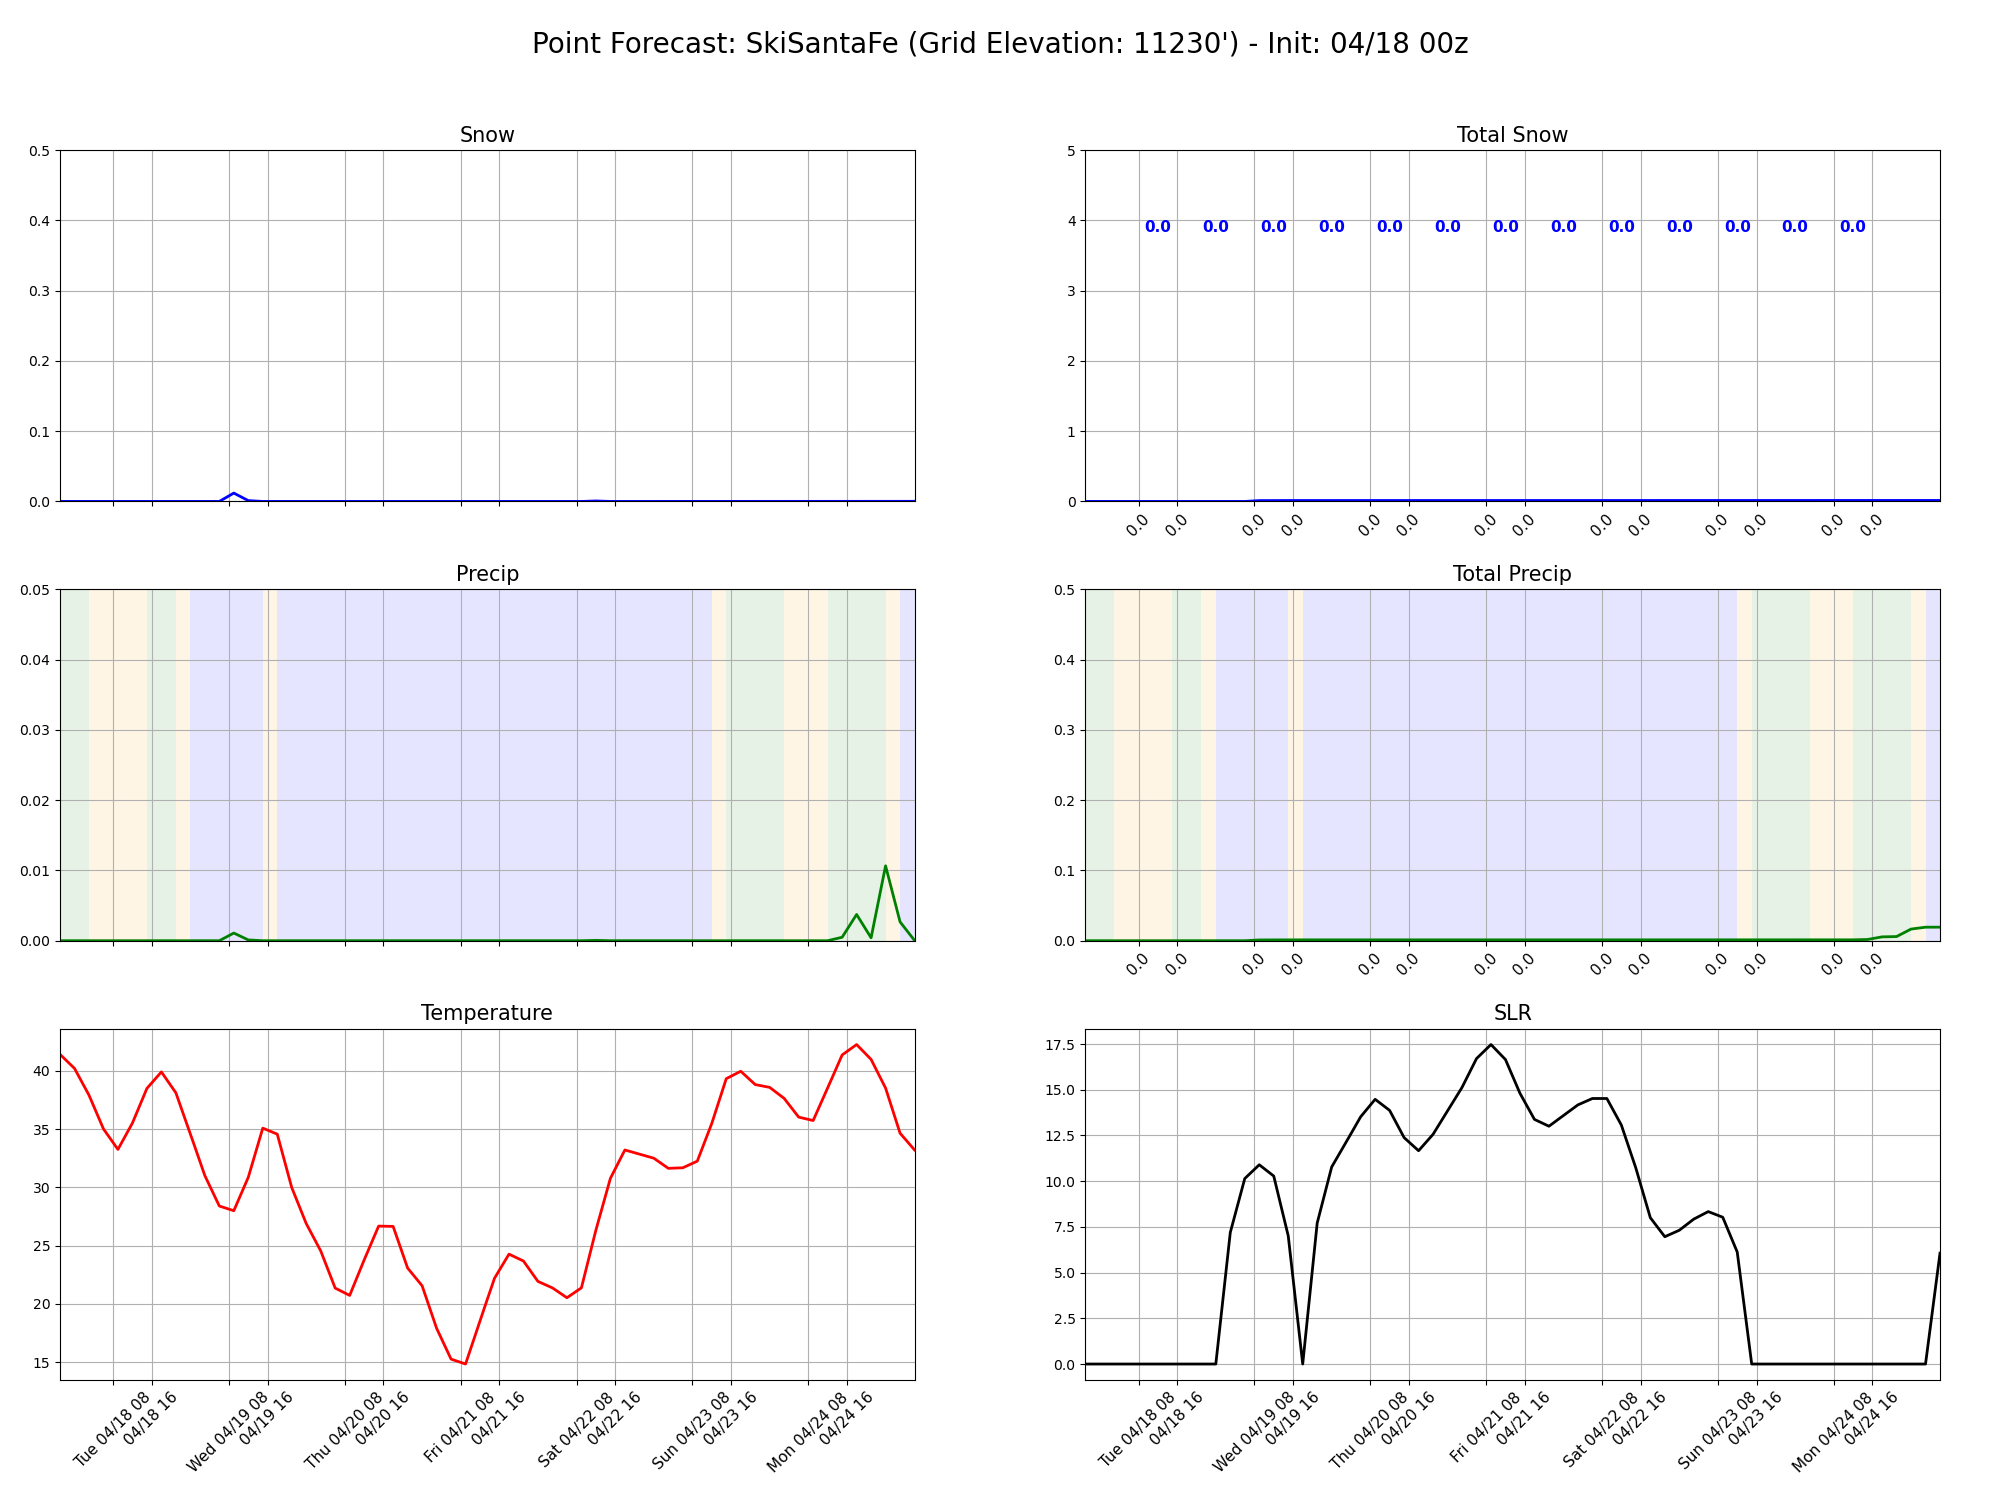 Point Forecast: SkiSantaFe (Grid Elevation: 11230') - Init: 04/18 00z
Snow
0.5
0.4
0.3
0.2
0.1
0.0
Total Snow
5
4
3
2
1
0
0.0 0.0 0.0 0.0 0.0 0.0 0.0 0.0 0.0 0.0 0.0 0.0 0.0
0.0 0.0 0.0 0.0 0.0 0.0 0.0 0.0 0.0 0.0 0.0 0.0 0.0 0.0
Precip
0.05
0.04
0.03
0.02
0.01
0.00
Total Precip
0.5
0.4
0.3
0.2
0.1
0.0
0.0 0.0 0.0 0.0 0.0 0.0 0.0 0.0 0.0 0.0 0.0 0.0 0.0 0.0
Temperature
40
35
30
25
20
15
Tue 04/18 08
04/18 16
Wed 04/19 08
04/19 16
Thu 04/20 08
04/20 16
Fri 04/21 08
04/21 16
Sat 04/22 08
04/22 16
Sun 04/23 08
04/23 16
Mon 04/24 08
04/24 16
SLR
17.5
15.0
12.5
10.0
7.5
5.0
2.5
0.0
Tue 04/18 08
04/18 16
Wed 04/19 08
04/19 16
Thu 04/20 08
04/20 16
Fri 04/21 08
04/21 16
Sat 04/22 08
04/22 16
Sun 04/23 08
04/23 16
Mon 04/24 08
04/24 16